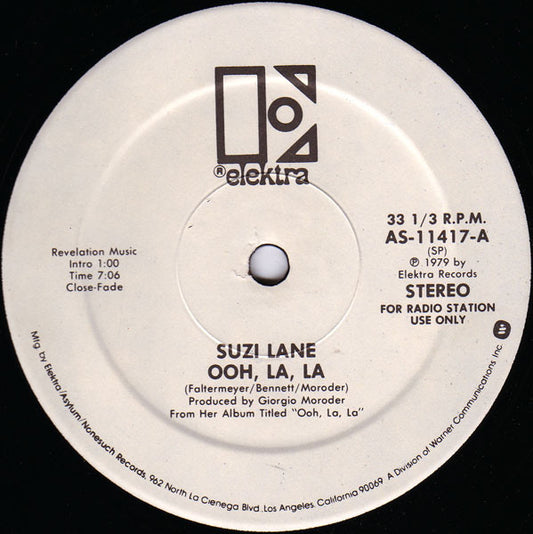 ® elektra
33 1/3 R.P.M.
AS-11417-A
(SP)
℗ 1979 by
Elektra Records
STEREO
FOR RADIO STATION
USE ONLY
Revelation Music
Intro 1:00
Time 7:06
Close-Fade
SUZI LANE
OOH, LA, LA
(Faltermeyer/Bennett/Moroder)
Produced by Giorgio Moroder
From Her Album Titled "Ooh, La, La"
Mfg by Elektra/Asylum/Nonesuch Records, 962 North La Cienega Blvd., Los Angeles, California 90069 A Division of Warner Communications Inc